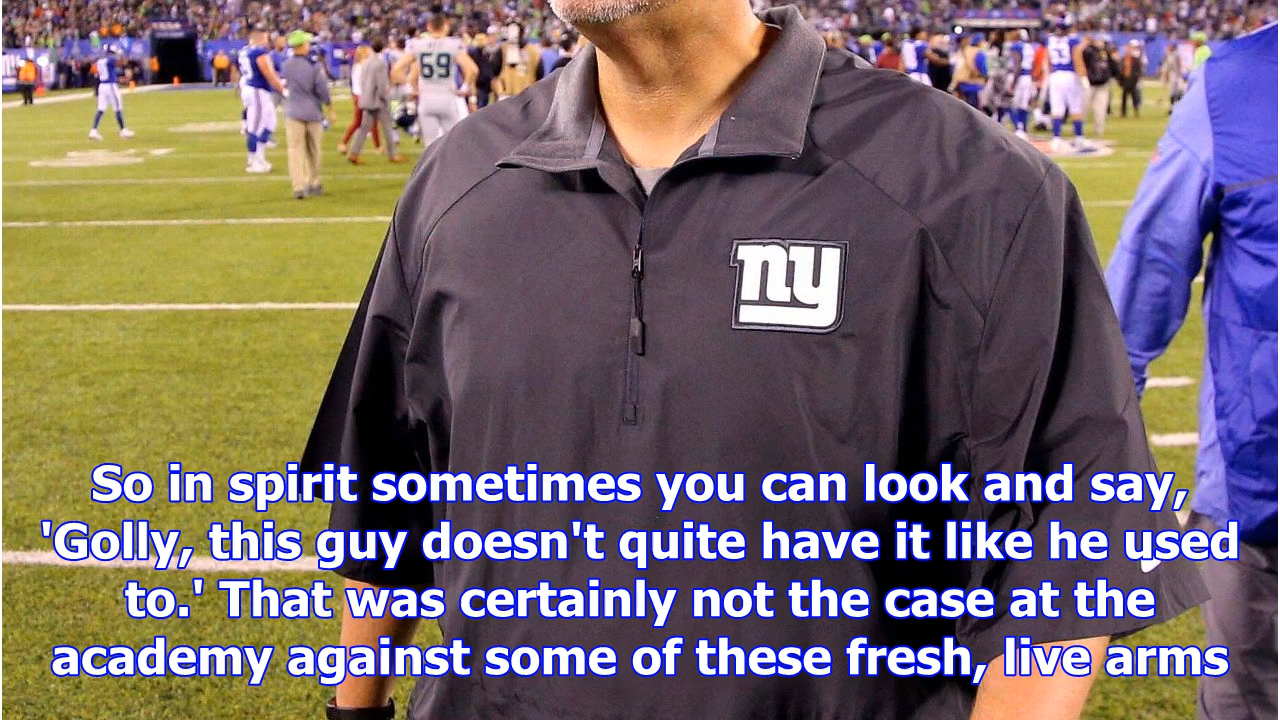 69
ny
So in spirit sometimes you can look and say,
'Golly, this guy doesn't quite have it like he used
to.' That was certainly not the case at the
academy against some of these fresh, live arms